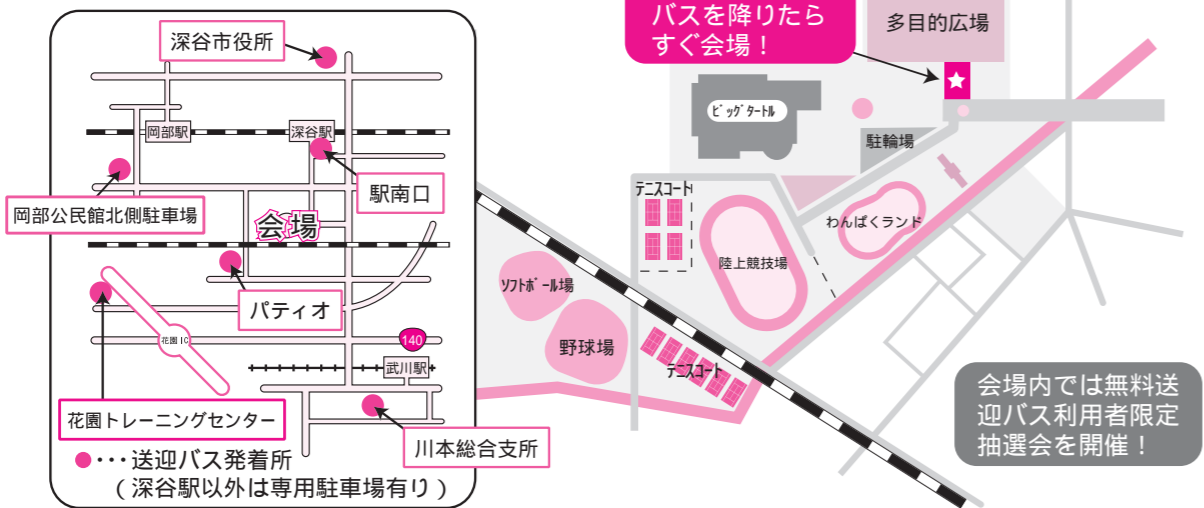 深谷市役所
岡部駅
深谷駅
岡部公民館北側駐車場
駅南口
会場
パティオ
花園IC
140
武川駅
花園トレーニングセンター
川本総合支所
●・・・送迎バス発着所
（深谷駅以外は専用駐車場有り）
バスを降りたら
すぐ会場！
多目的広場
ビッグタートル
駐輪場
テニスコート
わんぱくランド
陸上競技場
ソフトボール場
野球場
テニスコート
会場内では無料送
迎バス利用者限定
抽選会を開催！